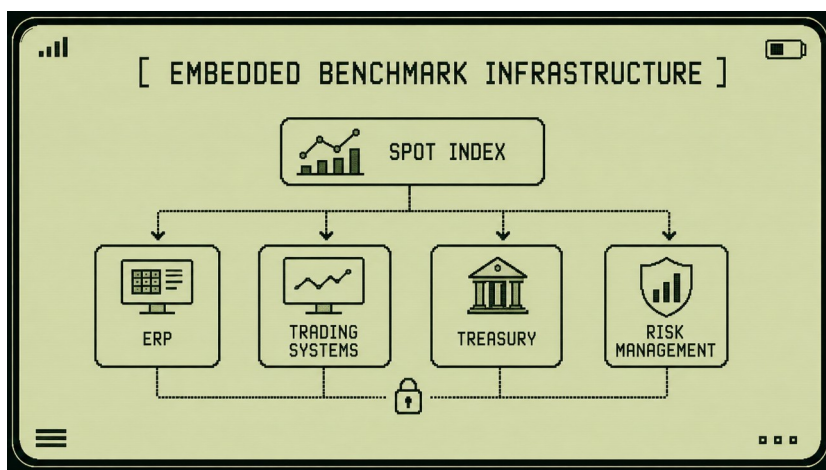 [ EMBEDDED BENCHMARK INFRASTRUCTURE ]
SPOT INDEX
ERP
TRADING
SYSTEMS
TREASURY
RISK
MANAGEMENT